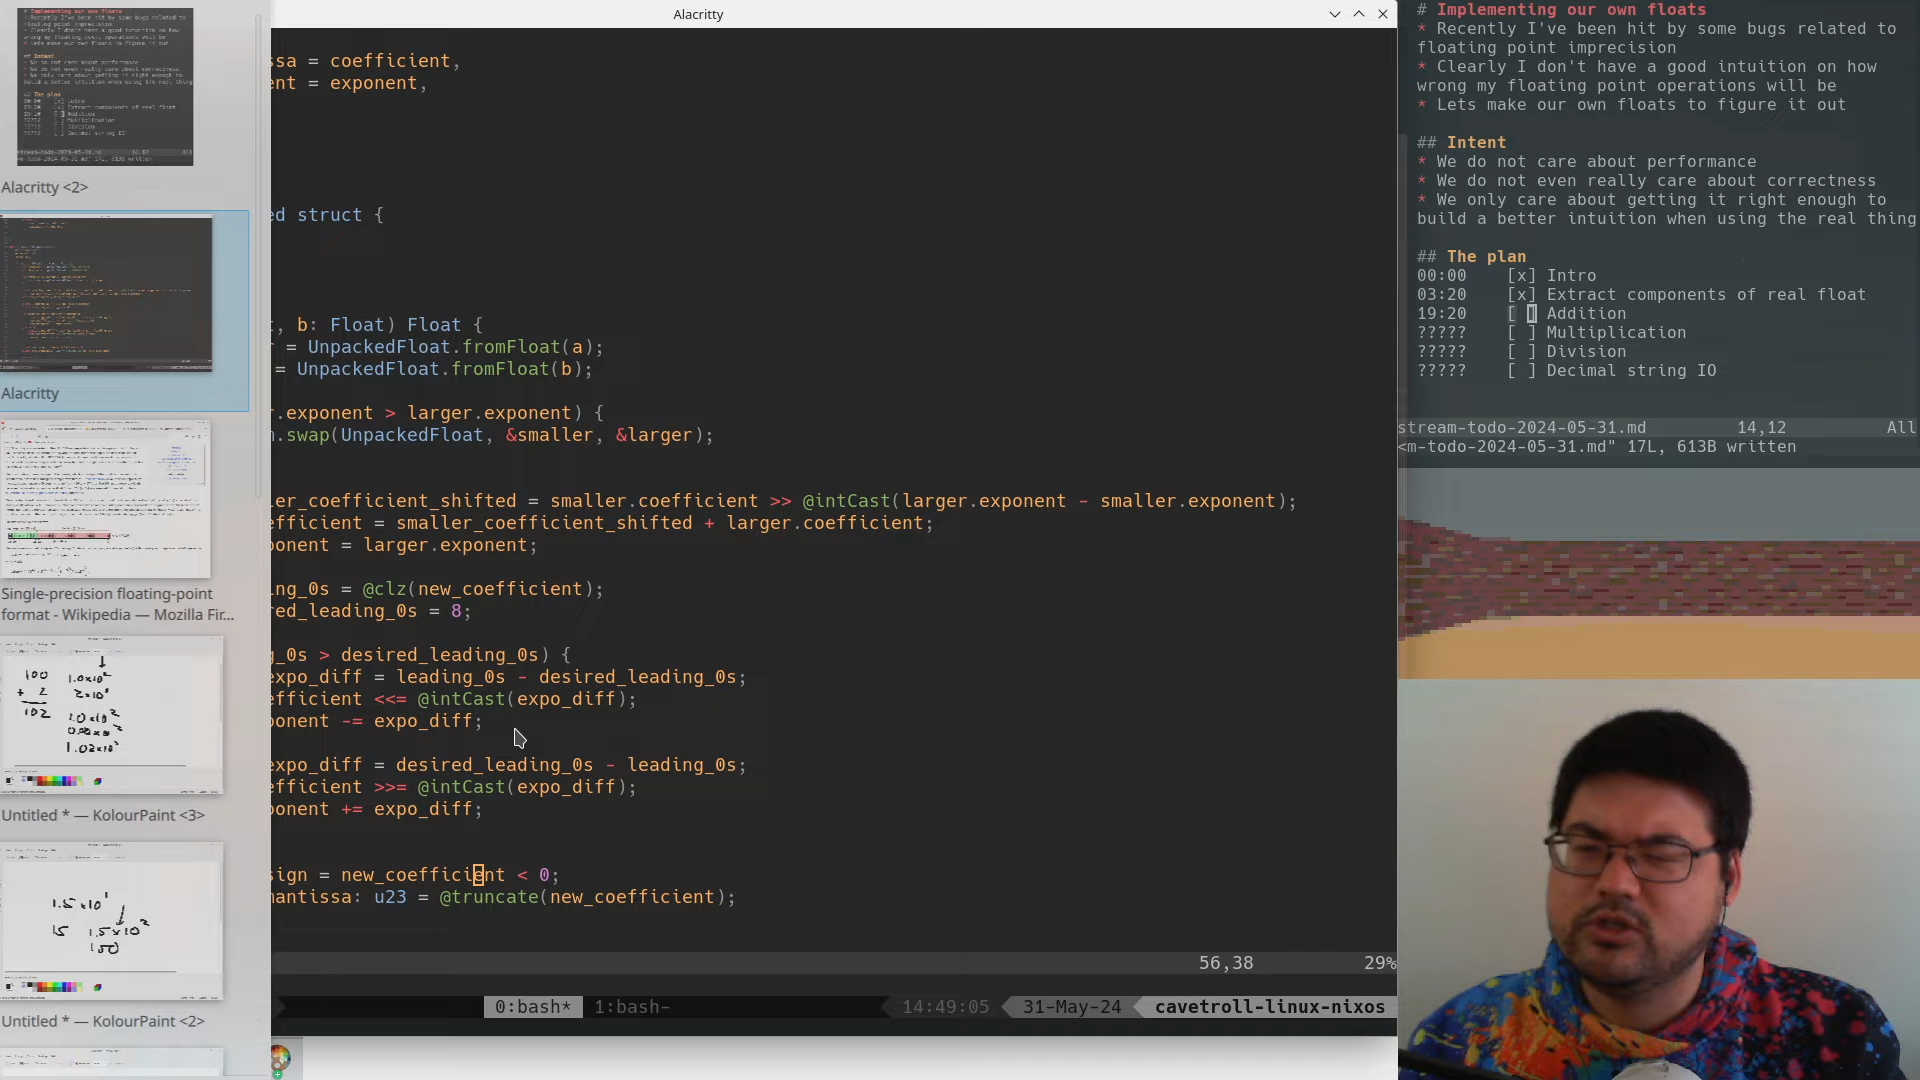 Alacritty
Alacritty <2>
Alacritty
Single-precision floating-point
format - Wikipedia — Mozilla Fir...
100
+ 2
102
Untitled * — KolourPaint <3>
Untitled * — KolourPaint <2>
ssa = coefficient,
ent = exponent,
ed struct {
, b: Float) Float {
r = UnpackedFloat.fromFloat(a);
= UnpackedFloat.fromFloat(b);
r.exponent > larger.exponent) {
m.swap(UnpackedFloat, &smaller, &larger);
ler_coefficient_shifted = smaller.coefficient >> @intCast(larger.exponent - smaller.exponent);
efficient = smaller_coefficient_shifted + larger.coefficient;
ponent = larger.exponent;
ing_0s = @clz(new_coefficient);
red_leading_0s = 8;
g_0s > desired_leading_0s) {
expo_diff = leading_0s - desired_leading_0s;
efficient <<= @intCast(expo_diff);
ponent -= expo_diff;
expo_diff = desired_leading_0s - leading_0s;
efficient >>= @intCast(expo_diff);
ponent += expo_diff;
sign = new_coefficient < 0;
mantissa: u23 = @truncate(new_coefficient);
56,38 29%
0:bash* 1:bash- 14:49:05 31-May-24 cavetroll-linux-nixos
# Implementing our own floats
* Recently I've been hit by some bugs related to
floating point imprecision
* Clearly I don't have a good intuition on how
wrong my floating point operations will be
* Lets make our own floats to figure it out
## Intent
* We do not care about performance
* We do not even really care about correctness
* We only care about getting it right enough to
build a better intuition when using the real thing
## The plan
00:00 [x] Intro
03:20 [x] Extract components of real float
19:20 [ ] Addition
????? [ ] Multiplication
????? [ ] Division
????? [ ] Decimal string IO
stream-todo-2024-05-31.md 14,12 All
<m-todo-2024-05-31.md" 17L, 613B written